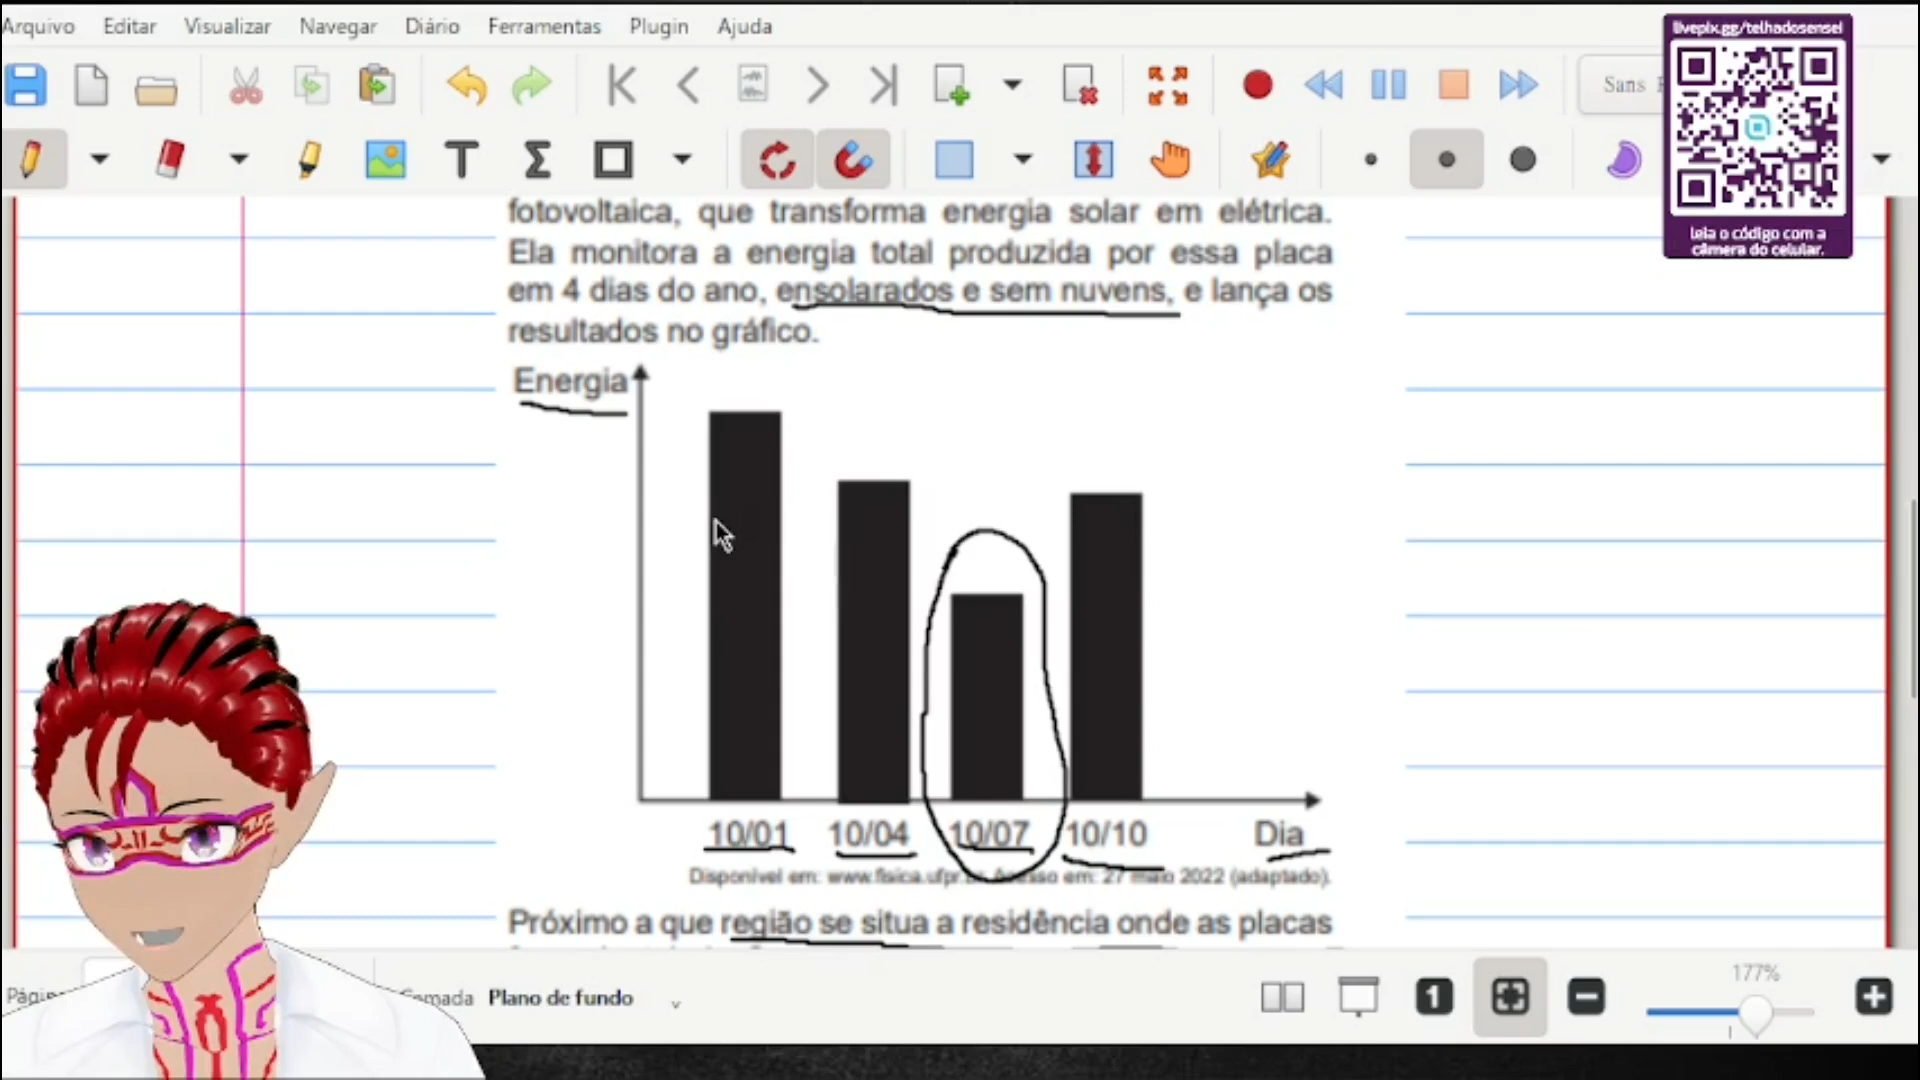 Arquivo Editar Visualizar Navegar Diário Ferramentas Plugin Ajuda
livepix.gg/telhadosensei
Sans
leia o código com a
câmera do celular.
fotovoltaica, que transforma energia solar em elétrica.
Ela monitora a energia total produzida por essa placa
em 4 dias do ano, ensolarados e sem nuvens, e lança os
resultados no gráfico.
Energia
10/01 10/04 10/07 10/10 Dia
Disponível em: www.fisica.ufpr.br. Acesso em: 27 maio 2022 (adaptado).
Próximo a que região se situa a residência onde as placas
Plano de fundo
177%
1